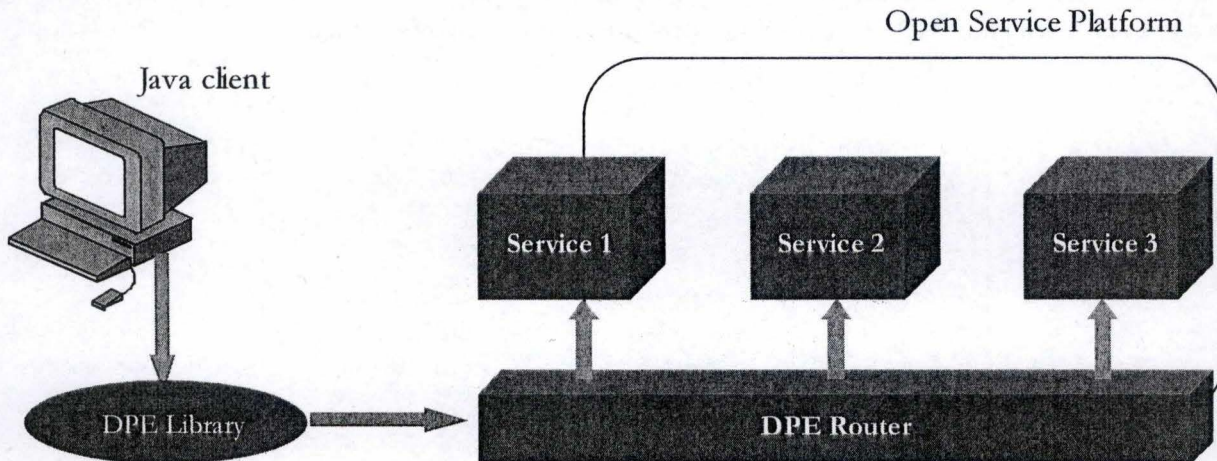 Open Service Platform
Java client
Service 1
Service 2
Service 3
DPE Library
DPE Router